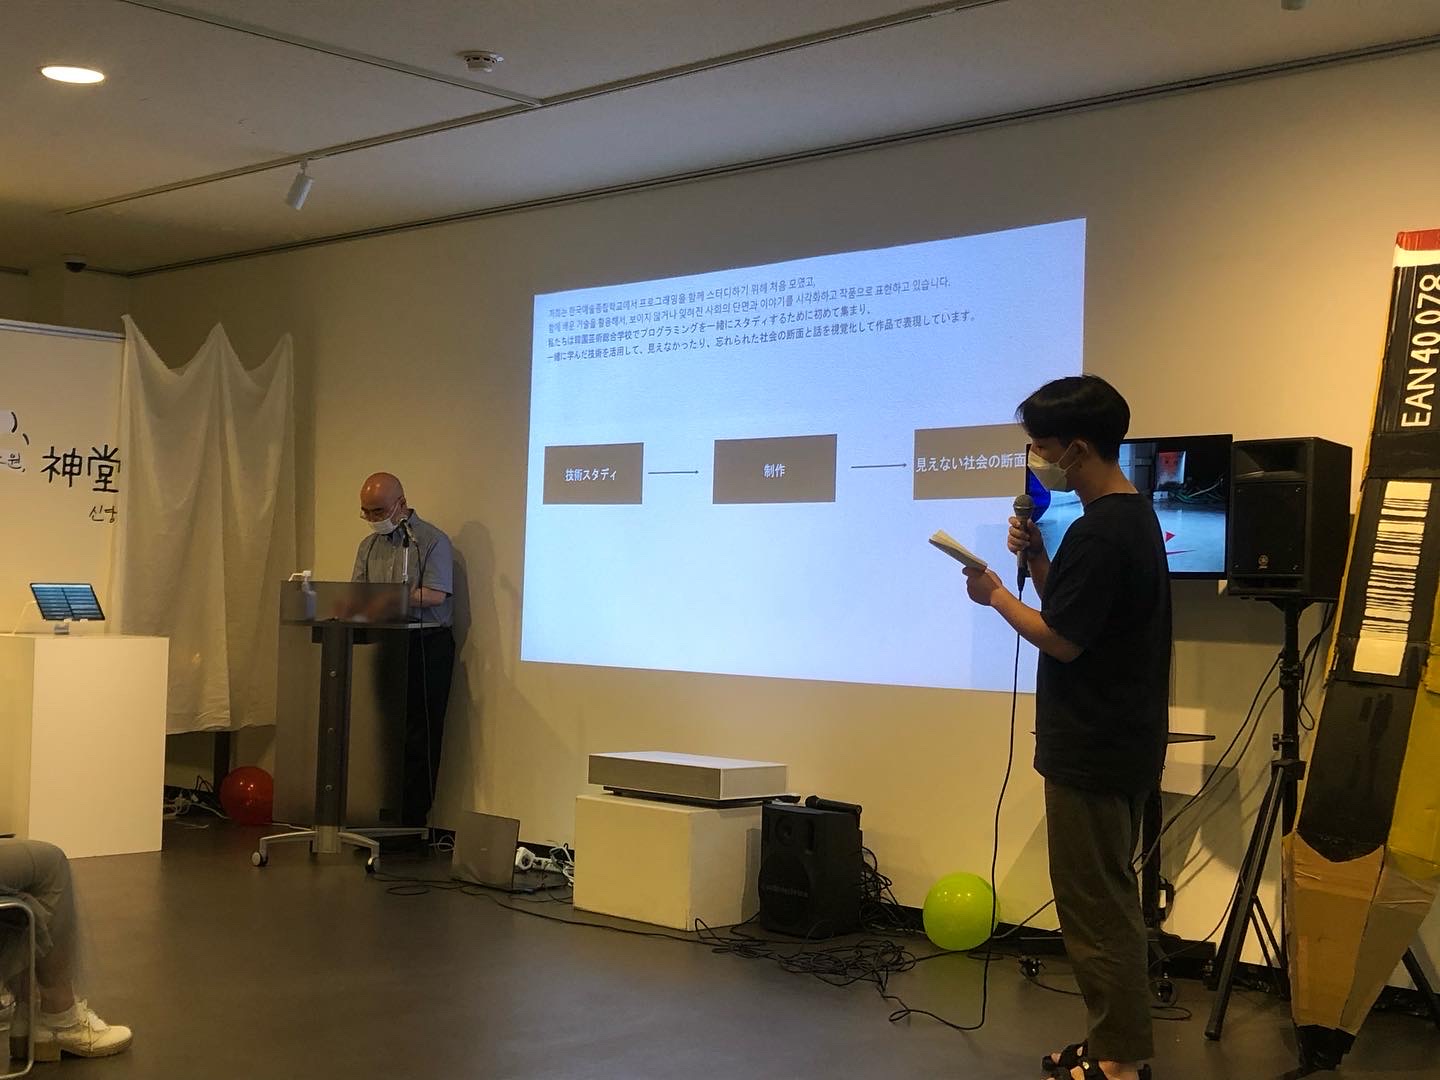 저희는 한국예술종합학교에서 프로그래밍을 함께 스터디하기 위해 처음 모였고,
함께 배운 기술을 활용해서, 보이지 않거나 잊혀진 사회의 단면과 이야기를 시각화하고 작품으로 표현하고 있습니다.
私たちは韓国芸術総合学校でプログラミングを一緒にスタディするために初めて集まり、
一緒に学んだ技術を活用して、見えなかったり、忘れられた社会の断面と話を視覚化して作品で表現しています。
技術スタディ
制作
見えない社会の断面
神堂
신당
EAN 40 078